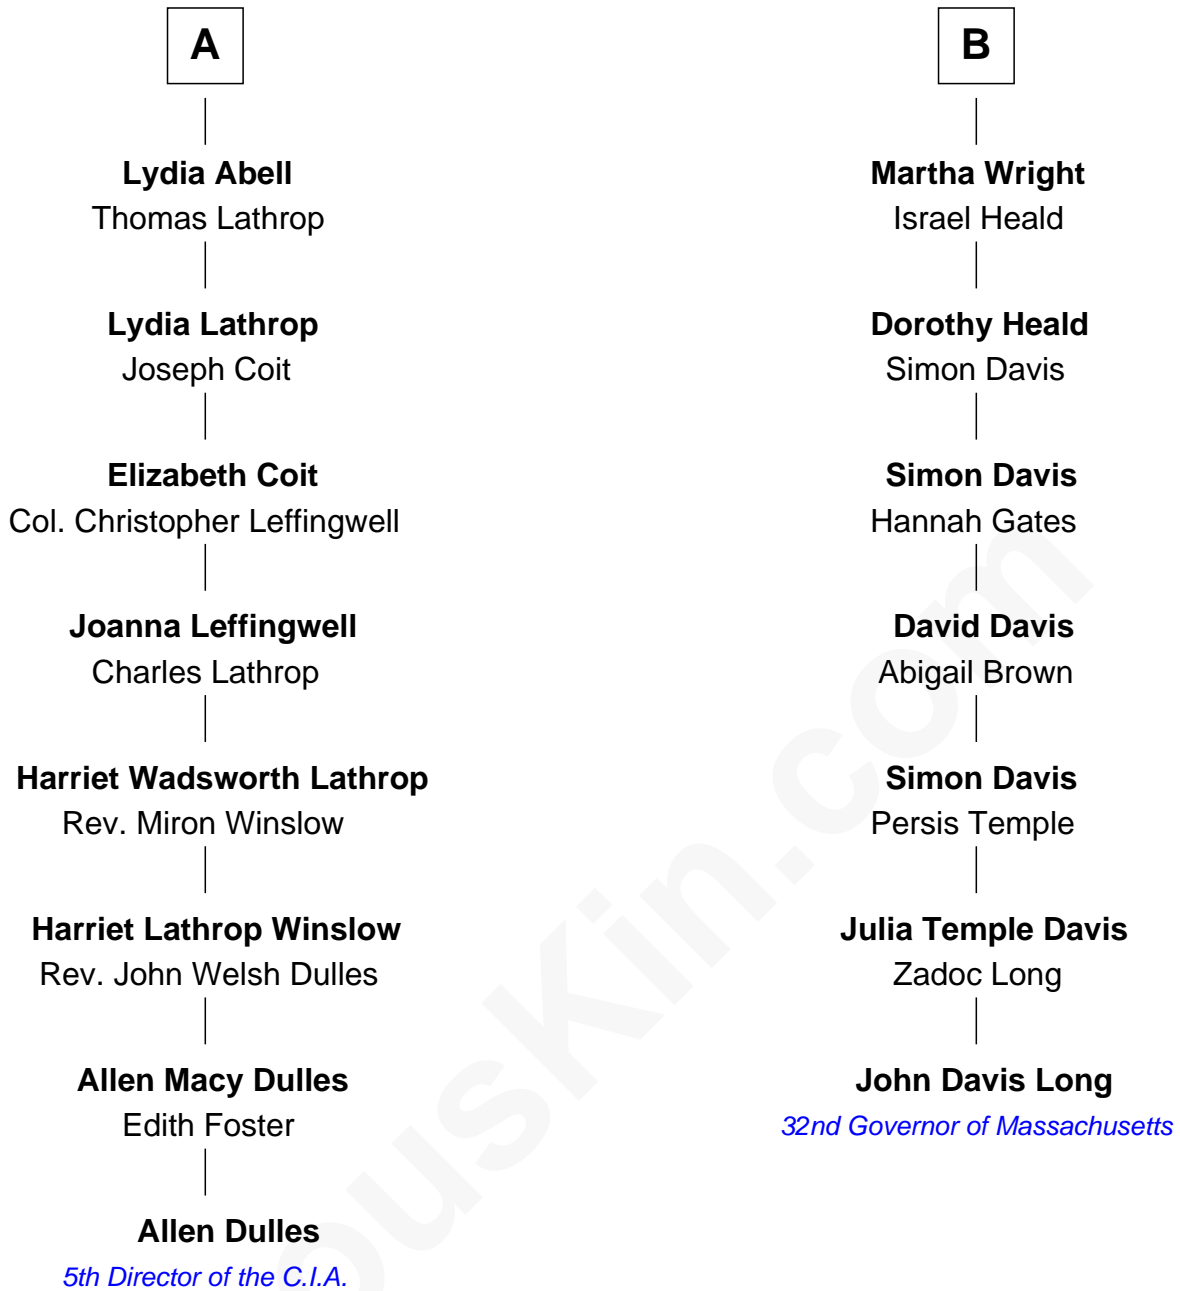 A
Lydia Abell
Thomas Lathrop
Lydia Lathrop
Joseph Coit
Elizabeth Coit
Col. Christopher Leffingwell
Joanna Leffingwell
Charles Lathrop
Harriet Wadsworth Lathrop
Rev. Miron Winslow
Harriet Lathrop Winslow
Rev. John Welsh Dulles
Allen Macy Dulles
Edith Foster
Allen Dulles
5th Director of the C.I.A.
B
Martha Wright
Israel Heald
Dorothy Heald
Simon Davis
Simon Davis
Hannah Gates
David Davis
Abigail Brown
Simon Davis
Persis Temple
Julia Temple Davis
Zadoc Long
John Davis Long
32nd Governor of Massachusetts
ousKin.com